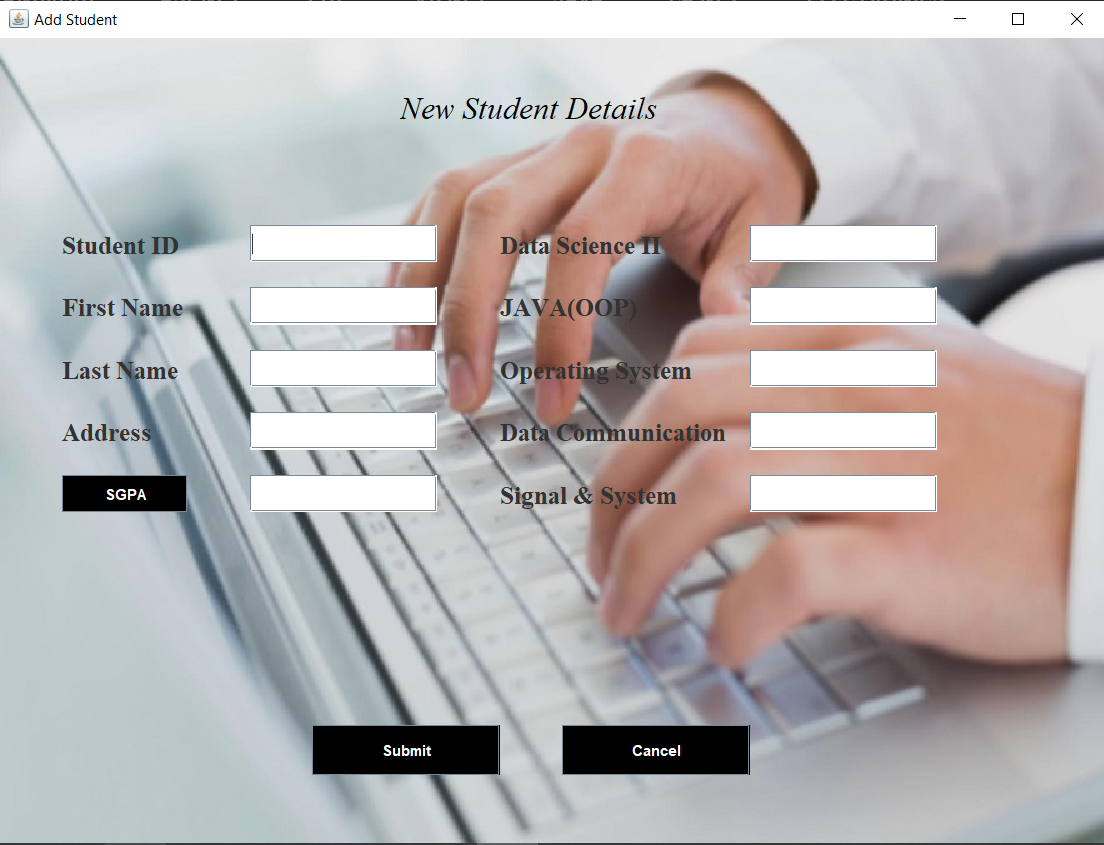 Add Student
New Student Details
Student ID
Data Science II
First Name
JAVA(OOP)
Last Name
Operating System
Address
Data Communication
SGPA
Signal & System
Submit
Cancel